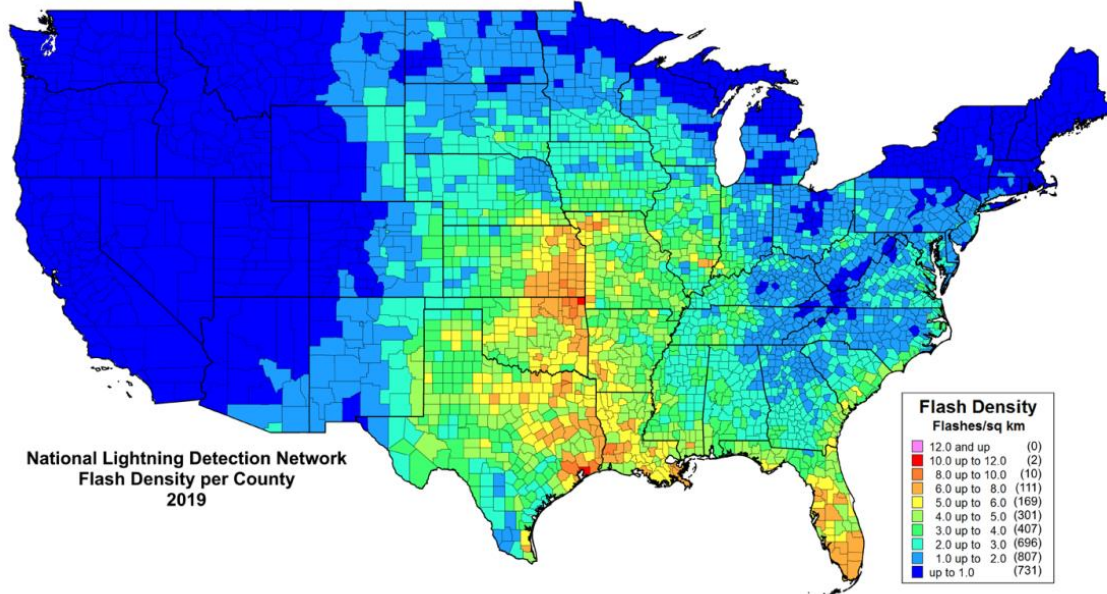 National Lightning Detection Network
Flash Density per County
2019
Flash Density
Flashes/sq km
12.0 and up (0)
10.0 up to 12.0 (2)
8.0 up to 10.0 (10)
6.0 up to 8.0 (111)
5.0 up to 6.0 (169)
4.0 up to 5.0 (301)
3.0 up to 4.0 (407)
2.0 up to 3.0 (696)
1.0 up to 2.0 (807)
up to 1.0 (731)